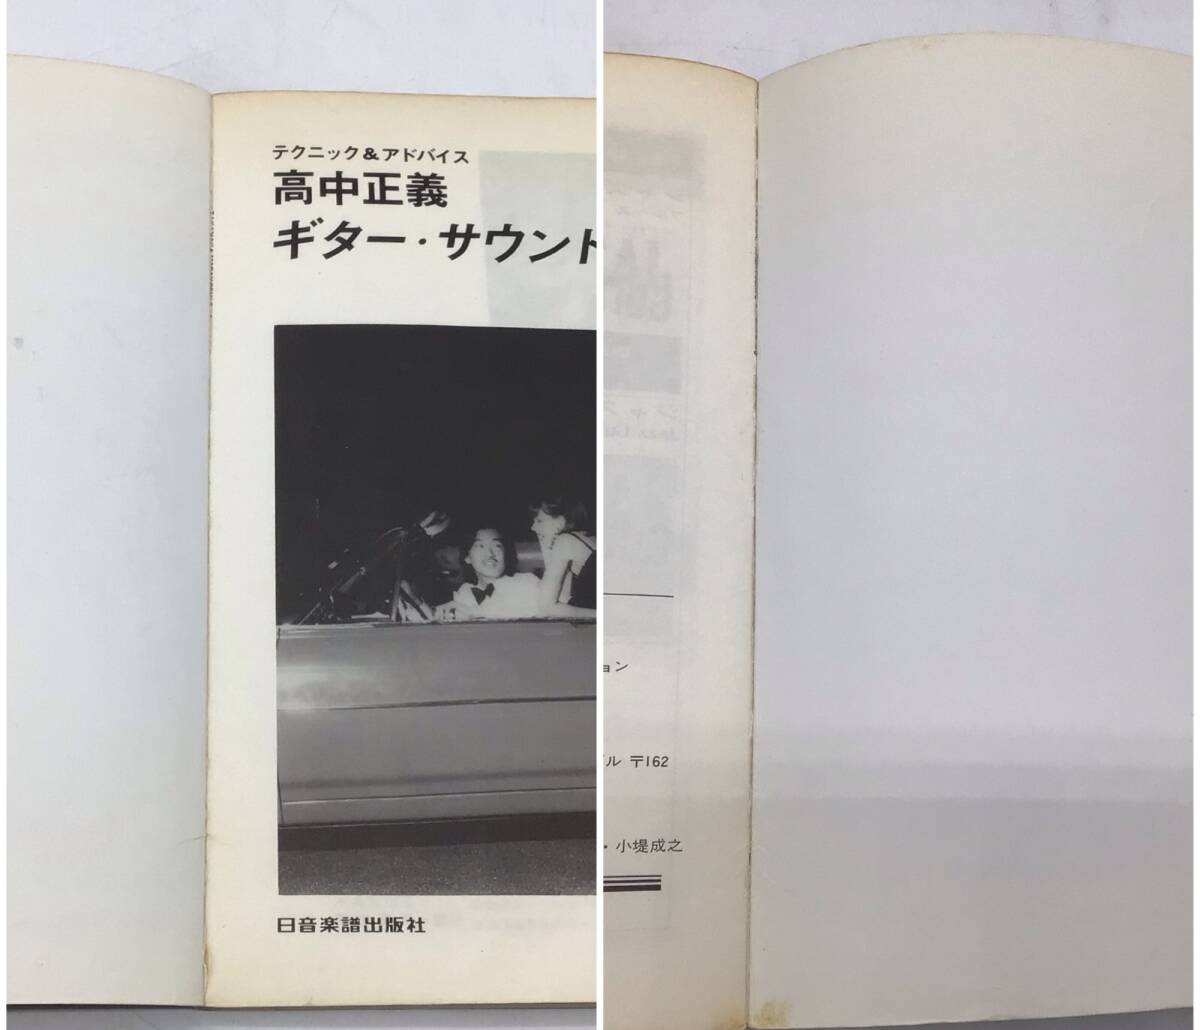 テクニック&アドバイス
高中正義
ギター・サウント
日音楽譜出版社
ョン
ル 〒162
・小堤成之